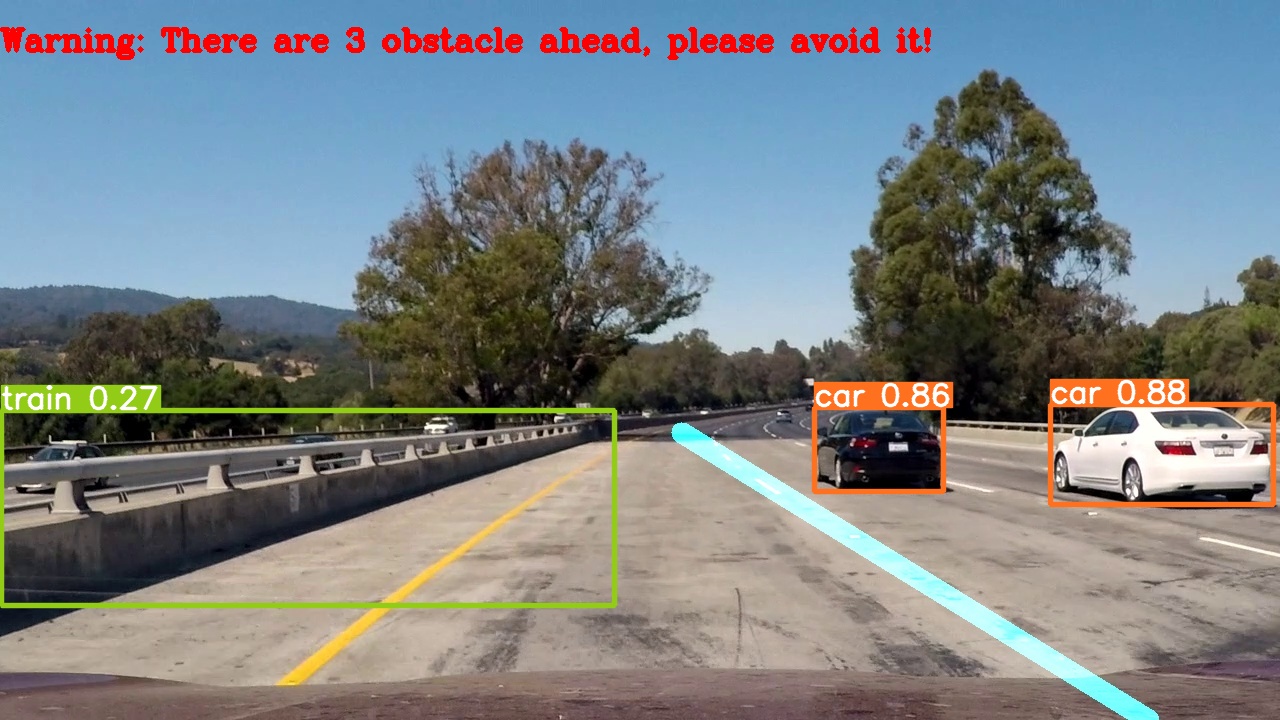 Warning: There are 3 obstacle ahead, please avoid it!
train 0.27
car 0.86
car 0.88